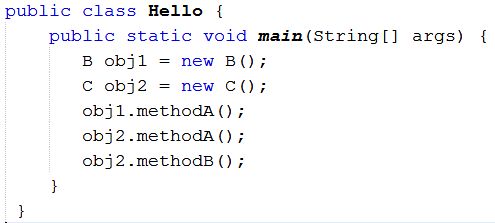 public class Hello {
public static void main(String[] args) {
B obj1 = new B();
C obj2 = new C();
obj1.methodA();
obj2.methodA();
obj2.methodB();
}
}